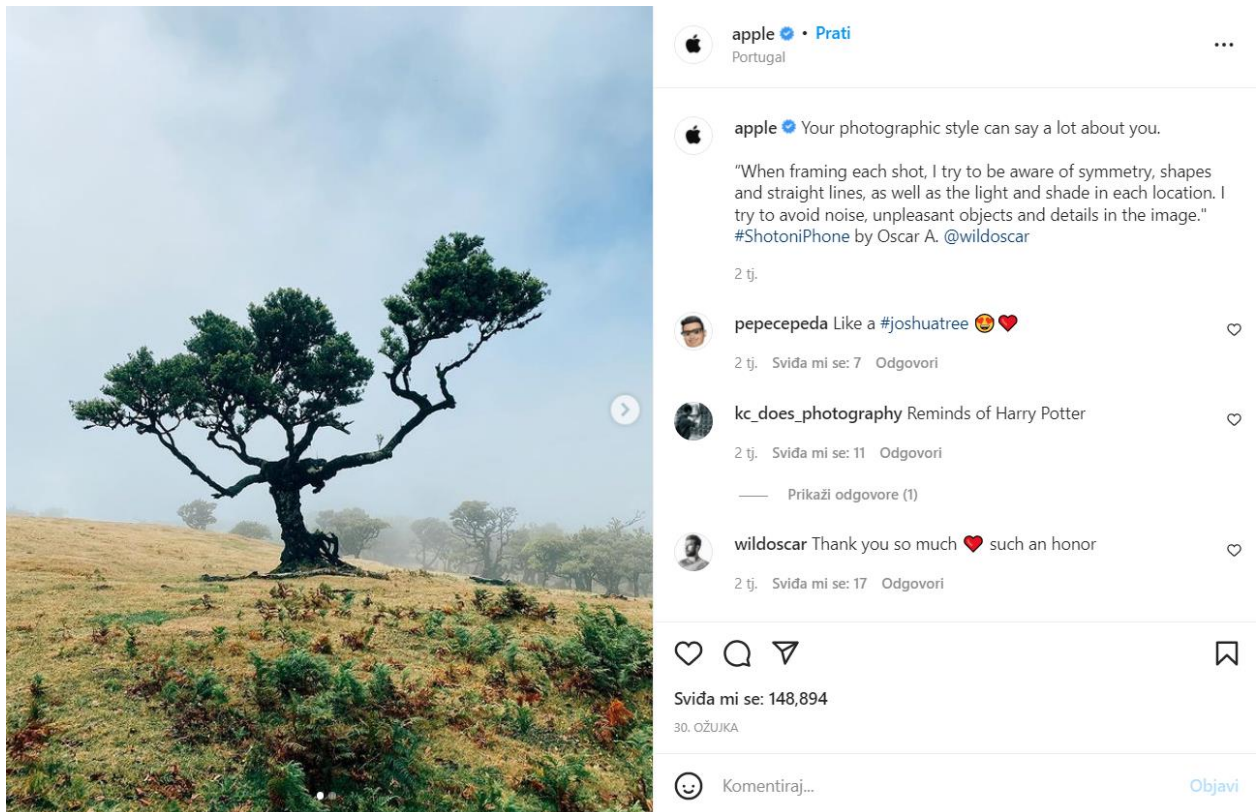 apple • Prati
Portugal
apple Your photographic style can say a lot about you.
“When framing each shot, I try to be aware of symmetry, shapes
and straight lines, as well as the light and shade in each location. I
try to avoid noise, unpleasant objects and details in the image."
#ShotoniPhone by Oscar A. @wildoscar
2 tj.
pepecepeda Like a #joshuatree 😍❤️
2 tj. Sviđa mi se: 7 Odgovori
kc_does_photography Reminds of Harry Potter
2 tj. Sviđa mi se: 11 Odgovori
Prikaži odgovore (1)
wildoscar Thank you so much ❤️ such an honor
2 tj. Sviđa mi se: 17 Odgovori
Sviđa mi se: 148,894
30. OŽUJKA
Komentiraj...
Objavi